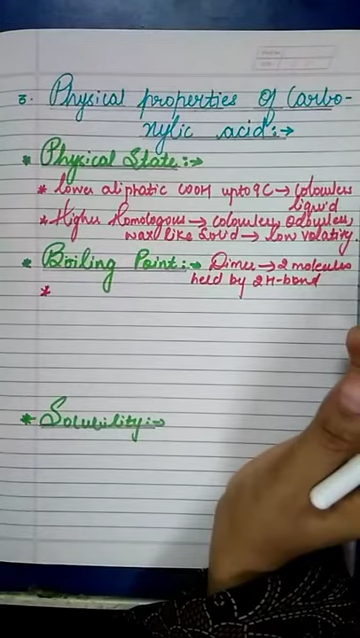 3. Physical properties of Carbo-
xylic acid:→
* Physical State:→
* lower aliphatic COOH upto 9C → Colourless
liquid
* Higher Homologous → colourless, odourless,
wax like solid → low volatility
* Boiling Point:→ Dimer → 2 molecules
held by 2H-bond
*
* Solubility:→